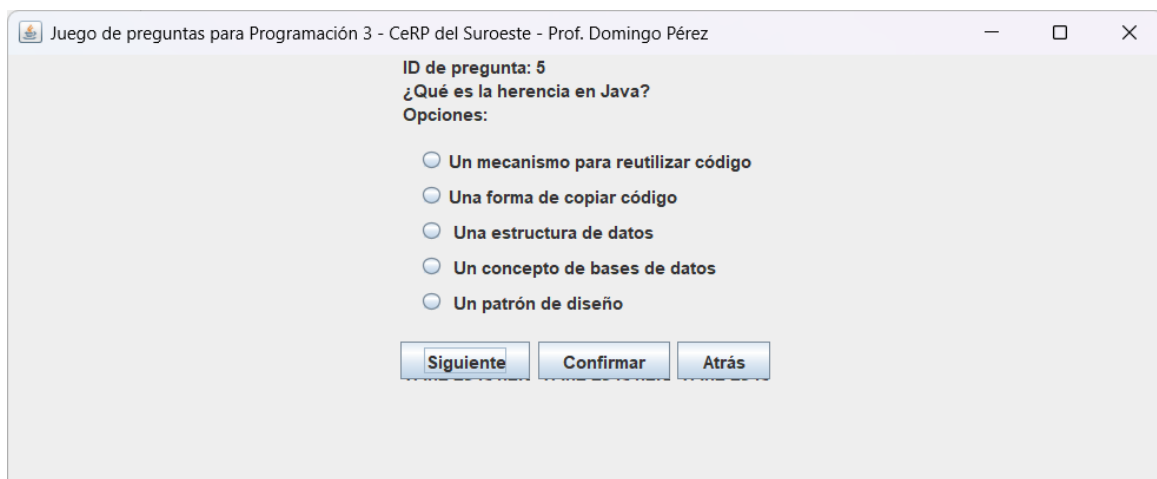 Juego de preguntas para Programación 3 - CeRP del Suroeste - Prof. Domingo Pérez
ID de pregunta: 5
¿Qué es la herencia en Java?
Opciones:
Un mecanismo para reutilizar código
Una forma de copiar código
Una estructura de datos
Un concepto de bases de datos
Un patrón de diseño
Siguiente Confirmar Atrás